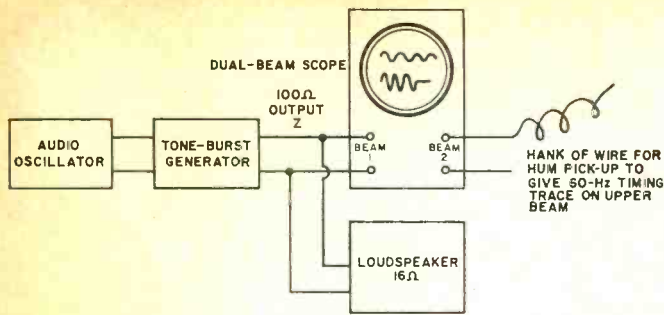 DUAL-BEAM SCOPE
100Ω
OUTPUT
Z
AUDIO
OSCILLATOR
TONE-BURST
GENERATOR
BEAM
1
BEAM
2
HANK OF WIRE FOR
HUM PICK-UP TO
GIVE 60-Hz TIMING
TRACE ON UPPER
BEAM
LOUDSPEAKER
16Ω